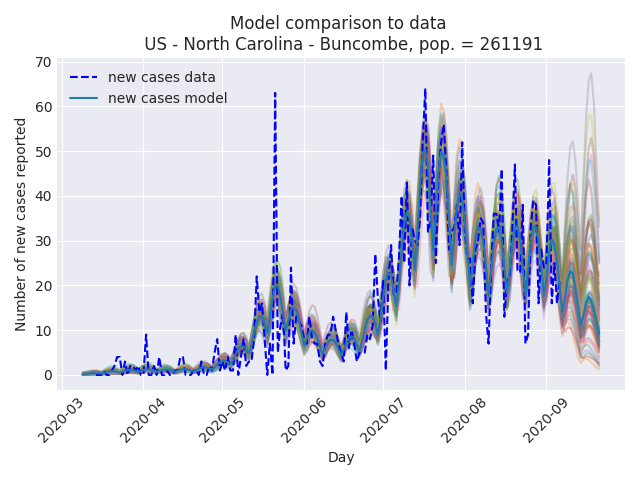 Model comparison to data
US - North Carolina - Buncombe, pop. = 261191
Number of new cases reported
70
60
50
40
30
20
10
0
new cases data
new cases model
2020-03
2020-04
2020-05
2020-06
2020-07
2020-08
2020-09
Day